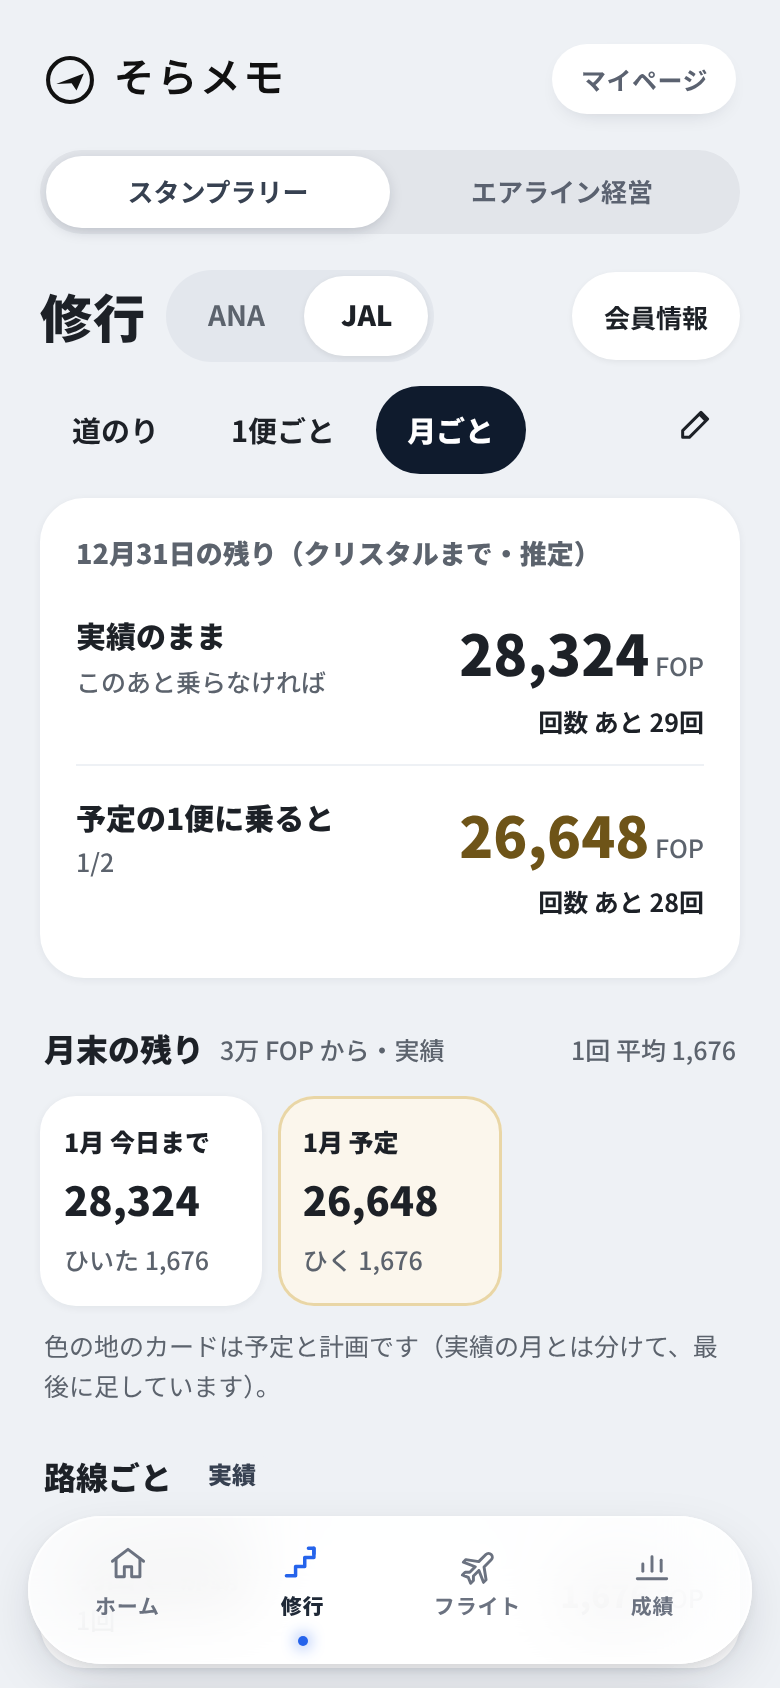 そらメモ
マイページ
スタンプラリー
エアライン経営
修行
ANA
JAL
会員情報
道のり
1便ごと
月ごと
12月31日の残り（クリスタルまで・推定）
実績のまま
このあと乗らなければ
28,324 FOP
回数 あと 29回
予定の1便に乗ると
1/2
26,648 FOP
回数 あと 28回
月末の残り
3万 FOP から・実績
1回 平均 1,676
1月 今日まで
28,324
ひいた 1,676
1月 予定
26,648
ひく 1,676
色の地のカードは予定と計画です（実績の月とは分けて、最
後に足しています）。
路線ごと
実績
ホーム
修行
フライト
成績
1回